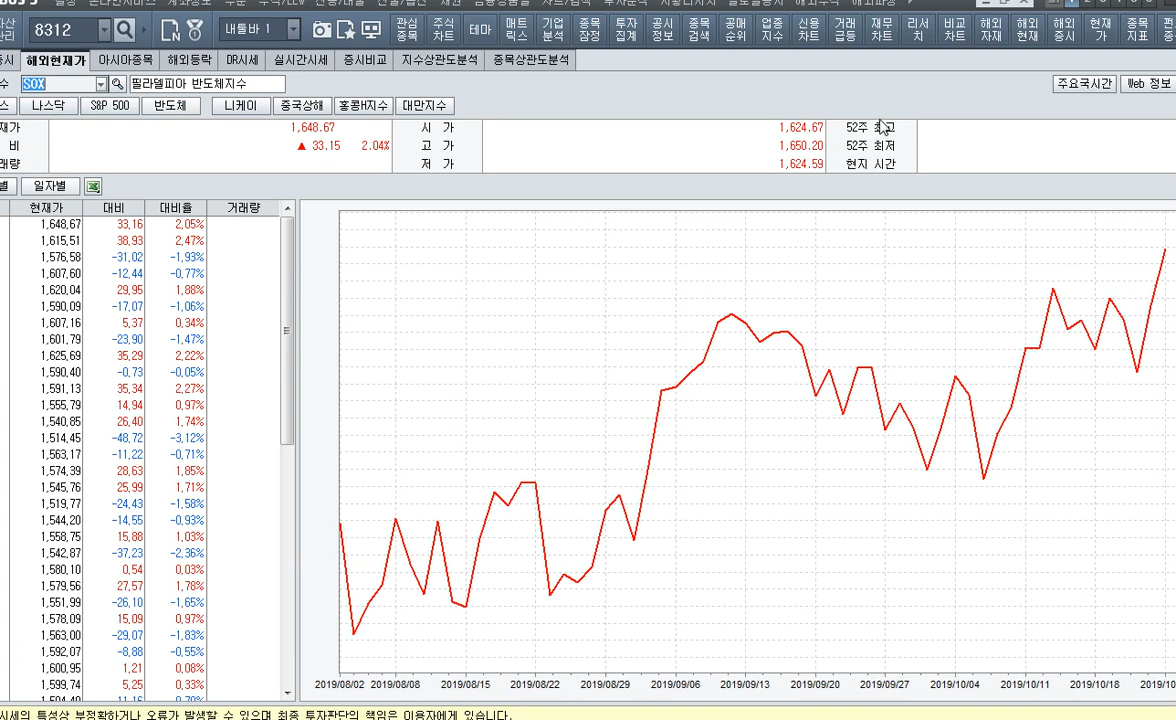 8312 내툴바 1 관심 종목 주식 차트 테마 매트 릭스 기업 분석 종목 잠정 투자 집계 공시 정보 종목 검색 공매 순위 업종 지수 신용 차트 거래 급등 재무 차트 리서 치 비교 차트 해외 자재 해외 현재 해외 증시 현재 가 종목 지표
해외현재가 아시아종목 해외등락 DR시세 실시간시세 증시비교 지수상관도분석 종목상관도분석
SOX 필라델피아 반도체지수 주요국시간 Web 정보
나스닥 S&P 500 반도체 니케이 중국상해 홍콩H지수 대만지수
재가 1,648.67 시 가 1,624.67 52주 최고
비 ▲ 33.15 2.04% 고 가 1,650.20 52주 최저
래량 저 가 1,624.59 현지 시간
별 일자별
현재가 대비 대비율 거래량
1,648.67 33.16 2.05%
1,615.51 38.93 2.47%
1,576.58 -31.02 -1.93%
1,607.60 -12.44 -0.77%
1,620.04 29.95 1.88%
1,590.09 -17.07 -1.06%
1,607.16 5.37 0.34%
1,601.79 -23.90 -1.47%
1,625.69 35.29 2.22%
1,590.40 -0.73 -0.05%
1,591.13 35.34 2.27%
1,555.79 14.94 0.97%
1,540.85 26.40 1.74%
1,514.45 -48.72 -3.12%
1,563.17 -11.22 -0.71%
1,574.39 28.63 1.85%
1,545.76 25.99 1.71%
1,519.77 -24.43 -1.58%
1,544.20 -14.55 -0.93%
1,558.75 15.88 1.03%
1,542.87 -37.23 -2.36%
1,580.10 0.54 0.03%
1,579.56 27.57 1.78%
1,551.99 -26.10 -1.65%
1,578.09 15.09 0.97%
1,563.00 -29.07 -1.83%
1,592.07 -8.88 -0.55%
1,600.95 1.21 0.08%
1,599.74 5.25 0.33%
2019/08/02 2019/08/08 2019/08/15 2019/08/22 2019/08/29 2019/09/06 2019/09/13 2019/09/20 2019/09/27 2019/10/04 2019/10/11 2019/10/18 2019/10
시세의 특성상 부정확하거나 오류가 발생할 수 있으며 최종 투자판단의 책임은 이용자에게 있습니다.